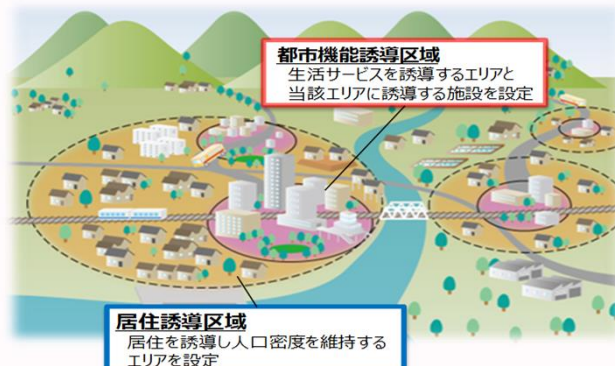 都市機能誘導区域
生活サービスを誘導するエリアと
当該エリアに誘導する施設を設定
居住誘導区域
居住を誘導し人口密度を維持する
エリアを設定